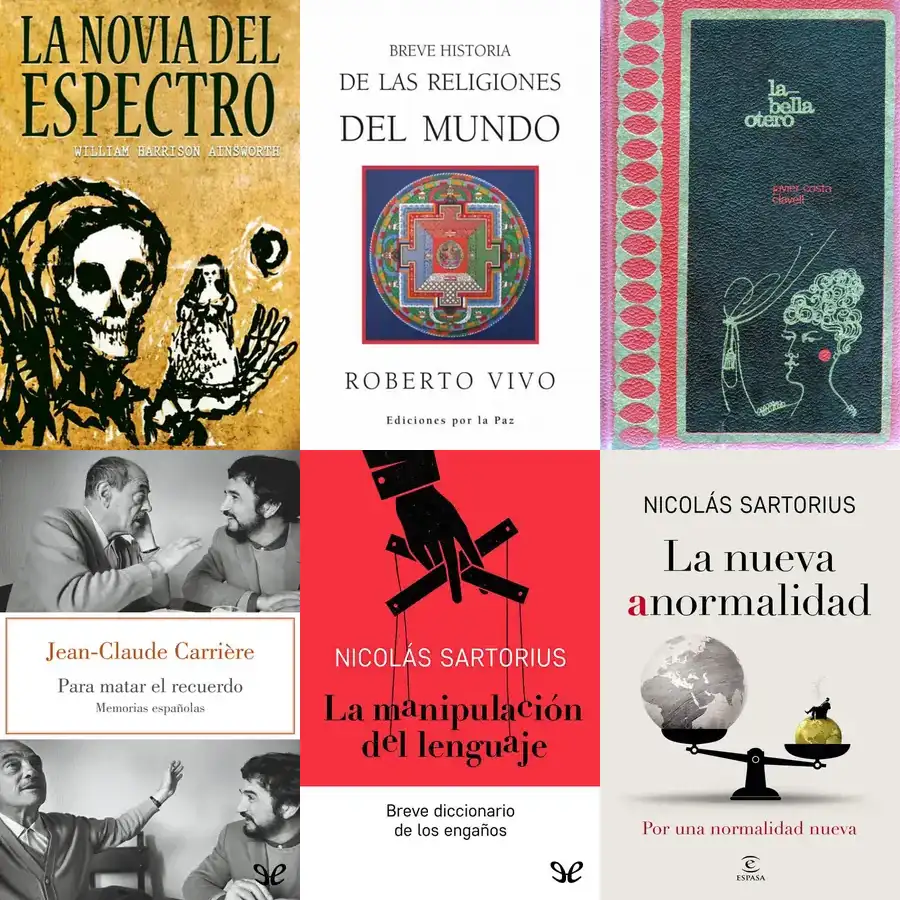 LA NOVIA DEL
ESPECTRO
WILLIAM HARRISON AINSWORTH
BREVE HISTORIA
DE LAS RELIGIONES
DEL MUNDO
ROBERTO VIVO
Ediciones por la Paz
la
bella
otero
javier costa
clavell
Jean-Claude Carrière
Para matar el recuerdo
Memorias españolas
NICOLÁS SARTORIUS
La manipulación
del lenguaje
Breve diccionario
de los engaños
NICOLÁS SARTORIUS
La nueva
anormalidad
Por una normalidad nueva
e
ESPASA